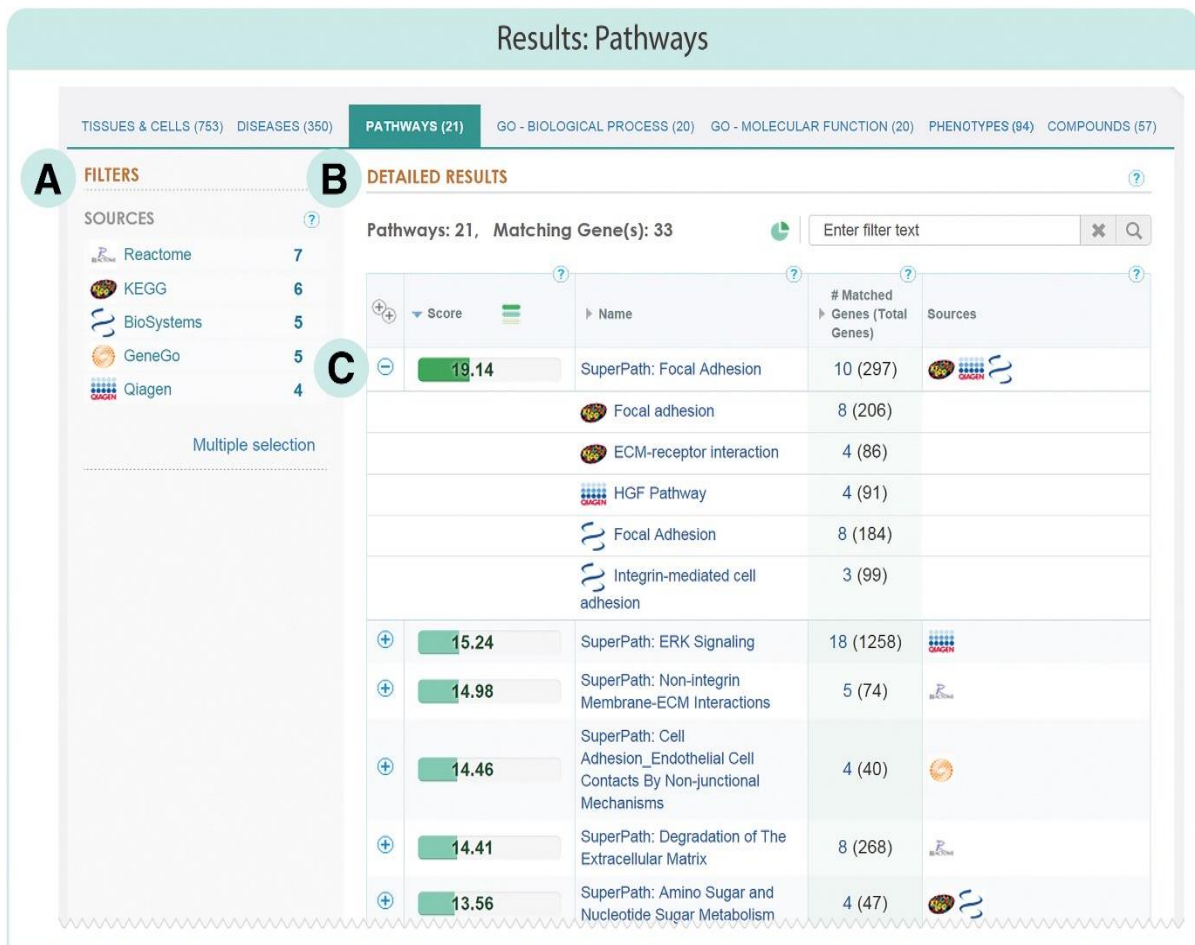 Results: Pathways
TISSUES & CELLS (753) DISEASES (350) PATHWAYS (21) GO - BIOLOGICAL PROCESS (20) GO - MOLECULAR FUNCTION (20) PHENOTYPES (94) COMPOUNDS (57)
A FILTERS
SOURCES ?
Reactome 7
KEGG 6
BioSystems 5
GeneGo 5
QIAGEN Qiagen 4
Multiple selection
B DETAILED RESULTS ?
Pathways: 21, Matching Gene(s): 33 Enter filter text
? ? ? ?
Score Name # Matched Genes (Total Genes) Sources
C 19.14 SuperPath: Focal Adhesion 10 (297) QIAGEN
Focal adhesion 8 (206)
ECM-receptor interaction 4 (86)
QIAGEN HGF Pathway 4 (91)
Focal Adhesion 8 (184)
Integrin-mediated cell
adhesion 3 (99)
15.24 SuperPath: ERK Signaling 18 (1258) QIAGEN
14.98 SuperPath: Non-integrin
Membrane-ECM Interactions 5 (74)
14.46 SuperPath: Cell
Adhesion_Endothelial Cell
Contacts By Non-junctional
Mechanisms 4 (40)
14.41 SuperPath: Degradation of The
Extracellular Matrix 8 (268)
13.56 SuperPath: Amino Sugar and
Nucleotide Sugar Metabolism 4 (47)